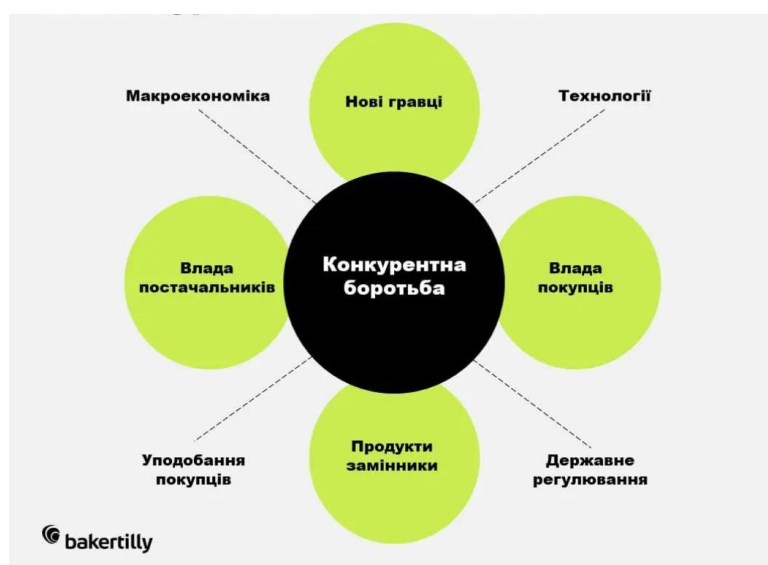 Макроекономіка
Нові гравці
Технології
Влада
постачальників
Конкурентна
боротьба
Влада
покупців
Уподобання
покупців
Продукти
замінники
Державне
регулювання
bakertilly